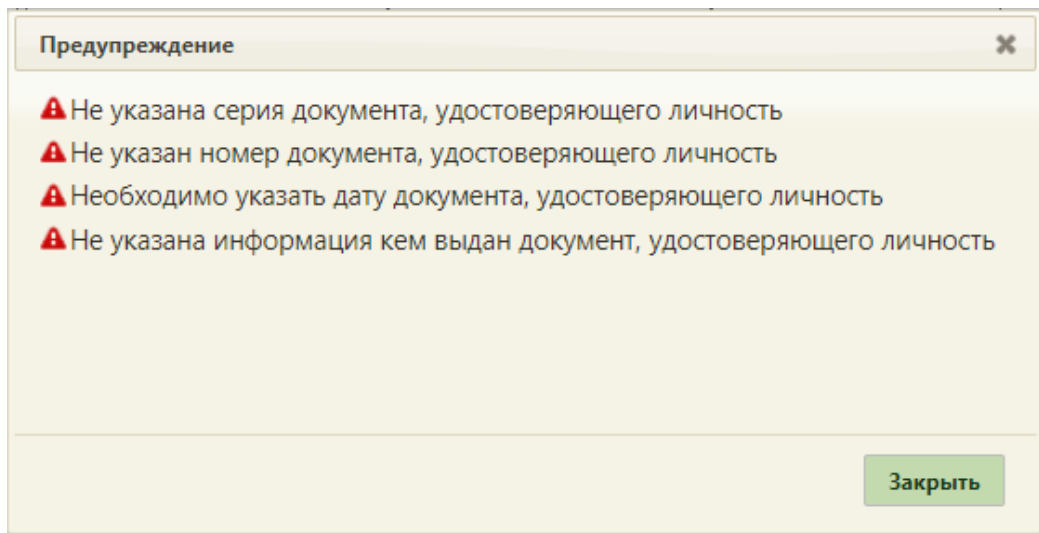 Предупреждение
Не указана серия документа, удостоверяющего личность
Не указан номер документа, удостоверяющего личность
Необходимо указать дату документа, удостоверяющего личность
Не указана информация кем выдан документ, удостоверяющего личность
Закрыть